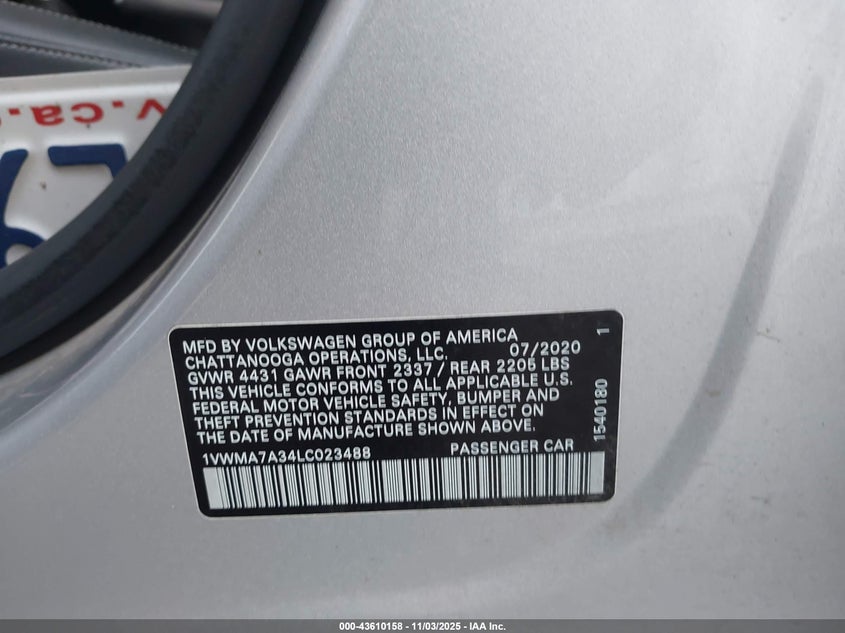 v.ca.
67
MFD BY VOLKSWAGEN GROUP OF AMERICA
CHATTANOOGA OPERATIONS, LLC. 07/2020
GVWR 4431 GAWR FRONT 2337 / REAR 2205 LBS
THIS VEHICLE CONFORMS TO ALL APPLICABLE U.S.
FEDERAL MOTOR VEHICLE SAFETY, BUMPER AND
THEFT PREVENTION STANDARDS IN EFFECT ON
THE DATE OF MANUFACTURE SHOWN ABOVE.
1VWMA7A34LC023488 PASSENGER CAR
1540180 1
000-43610158 - 11/03/2025 - IAA Inc.